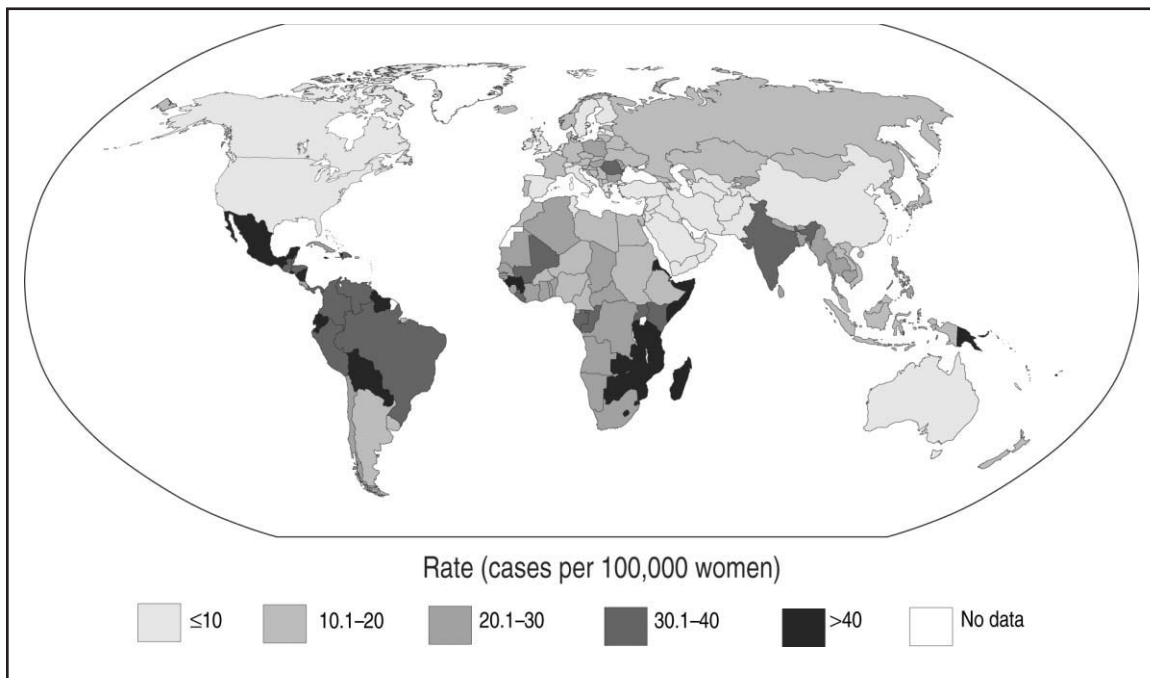 Rate (cases per 100,000 women)
≤10 10.1–20 20.1–30 30.1–40 >40 No data